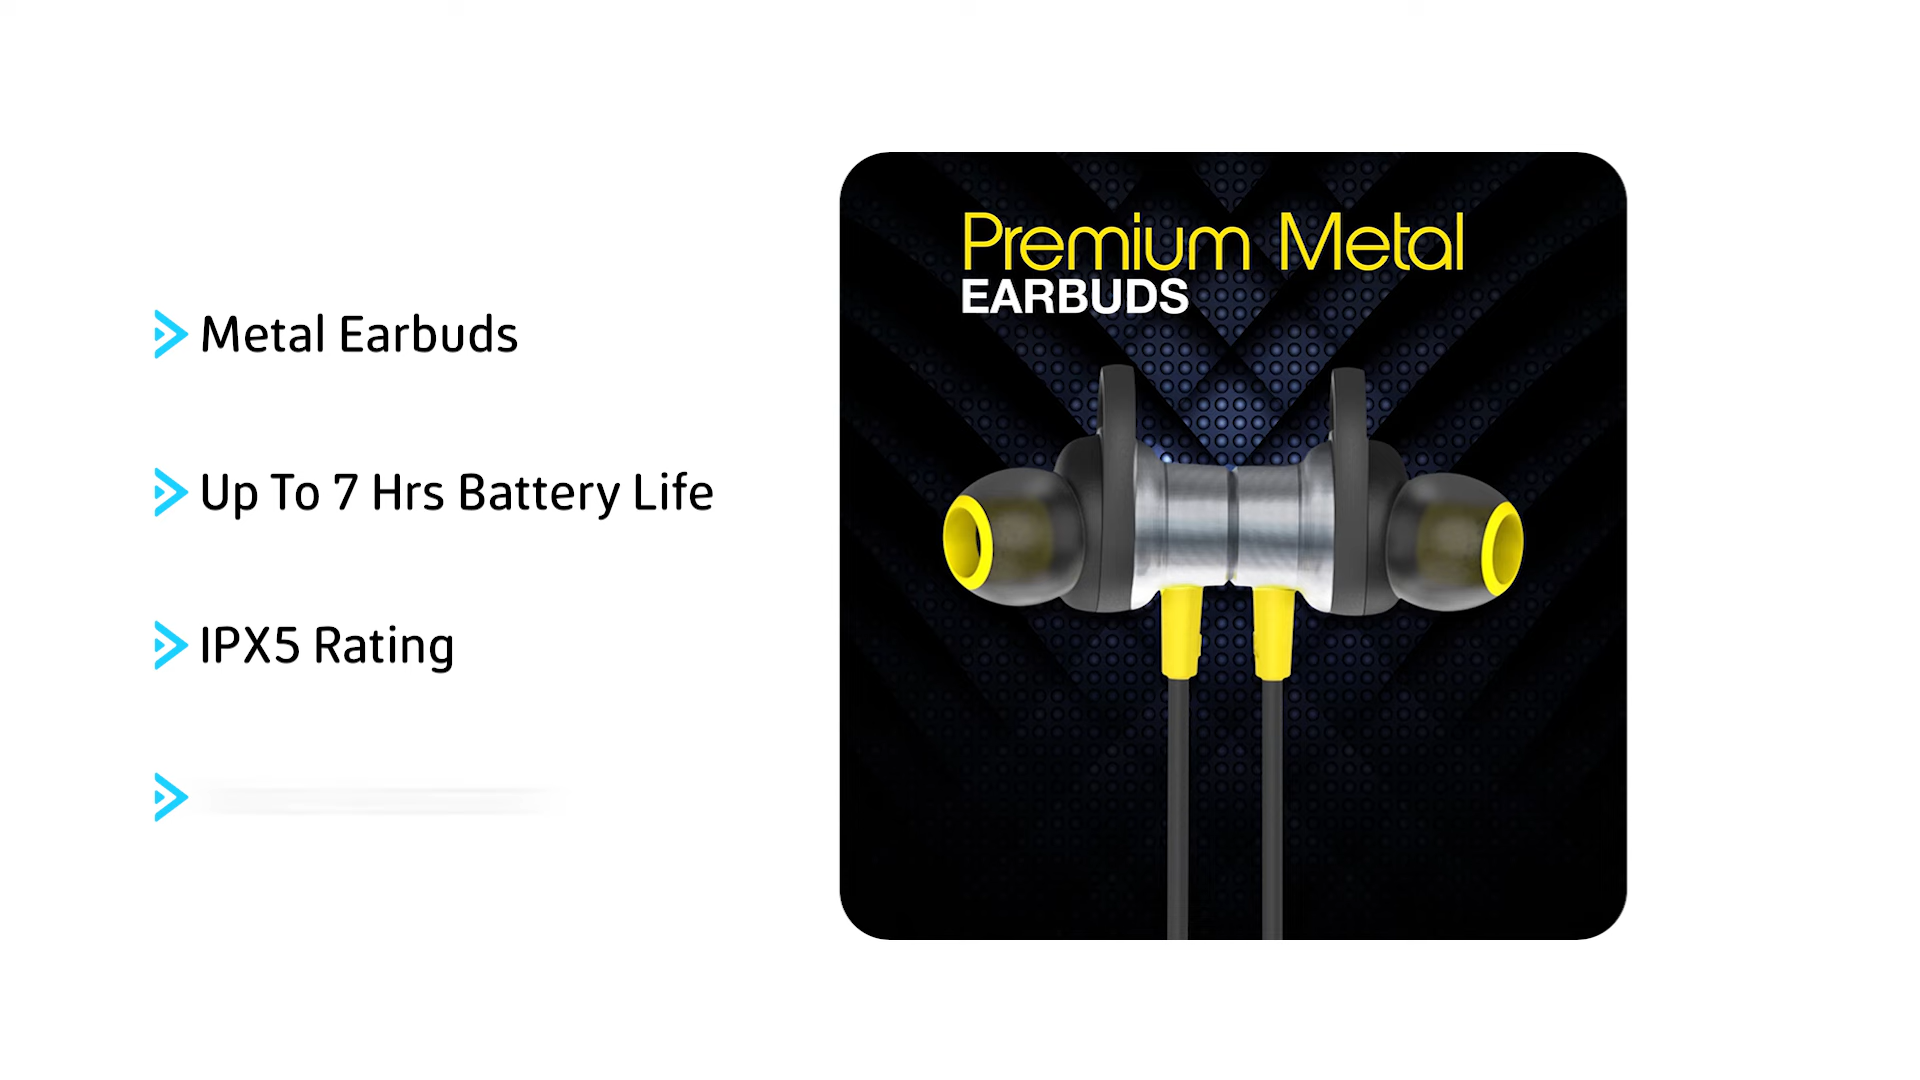 Metal Earbuds
Up To 7 Hrs Battery Life
IPX5 Rating
Premium Metal
EARBUDS